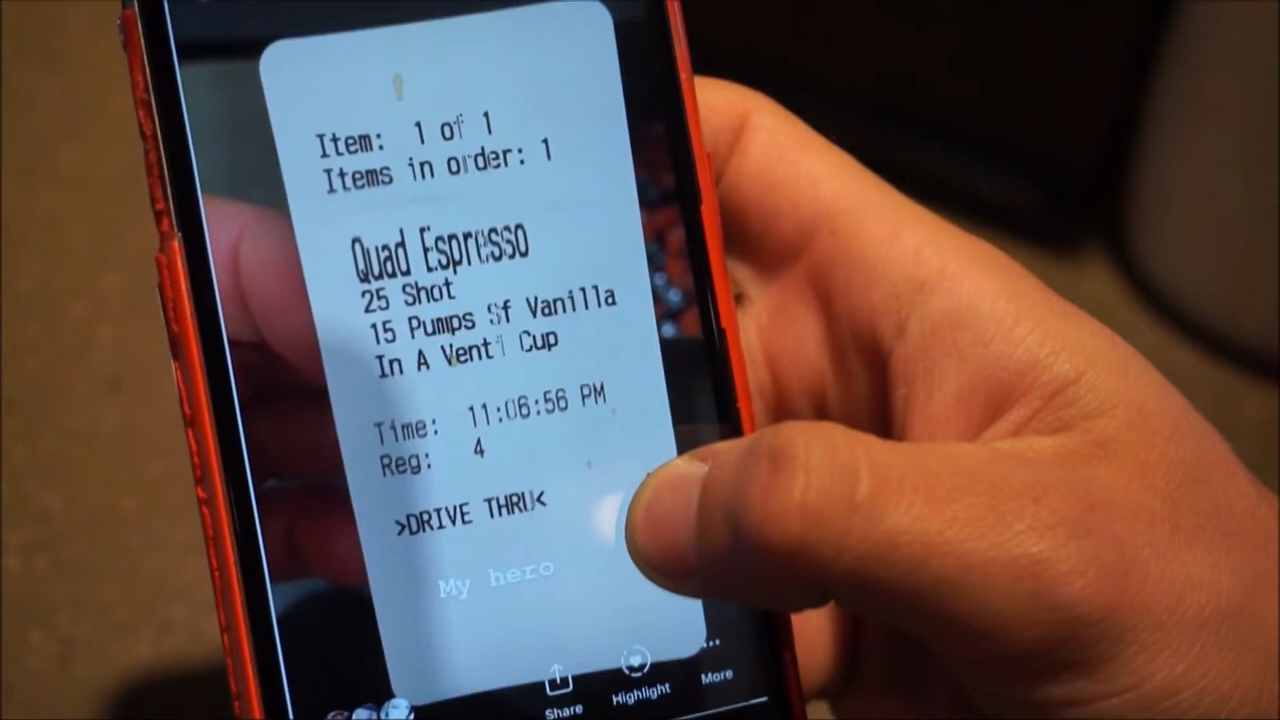 Item: 1 of 1
Items in order: 1
Quad Espresso
25 Shot
15 Pumps Sf Vanilla
In A Venti Cup
Time: 11:06:56 PM
Reg: 4
>DRIVE THRU<
My hero
Share
Highlight
More